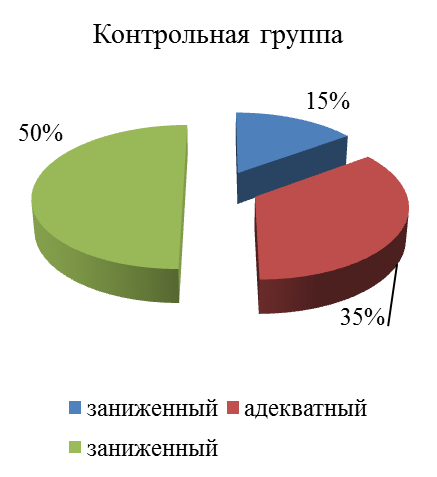 Контрольная группа
15%
50%
35%
заниженный адекватный
заниженный